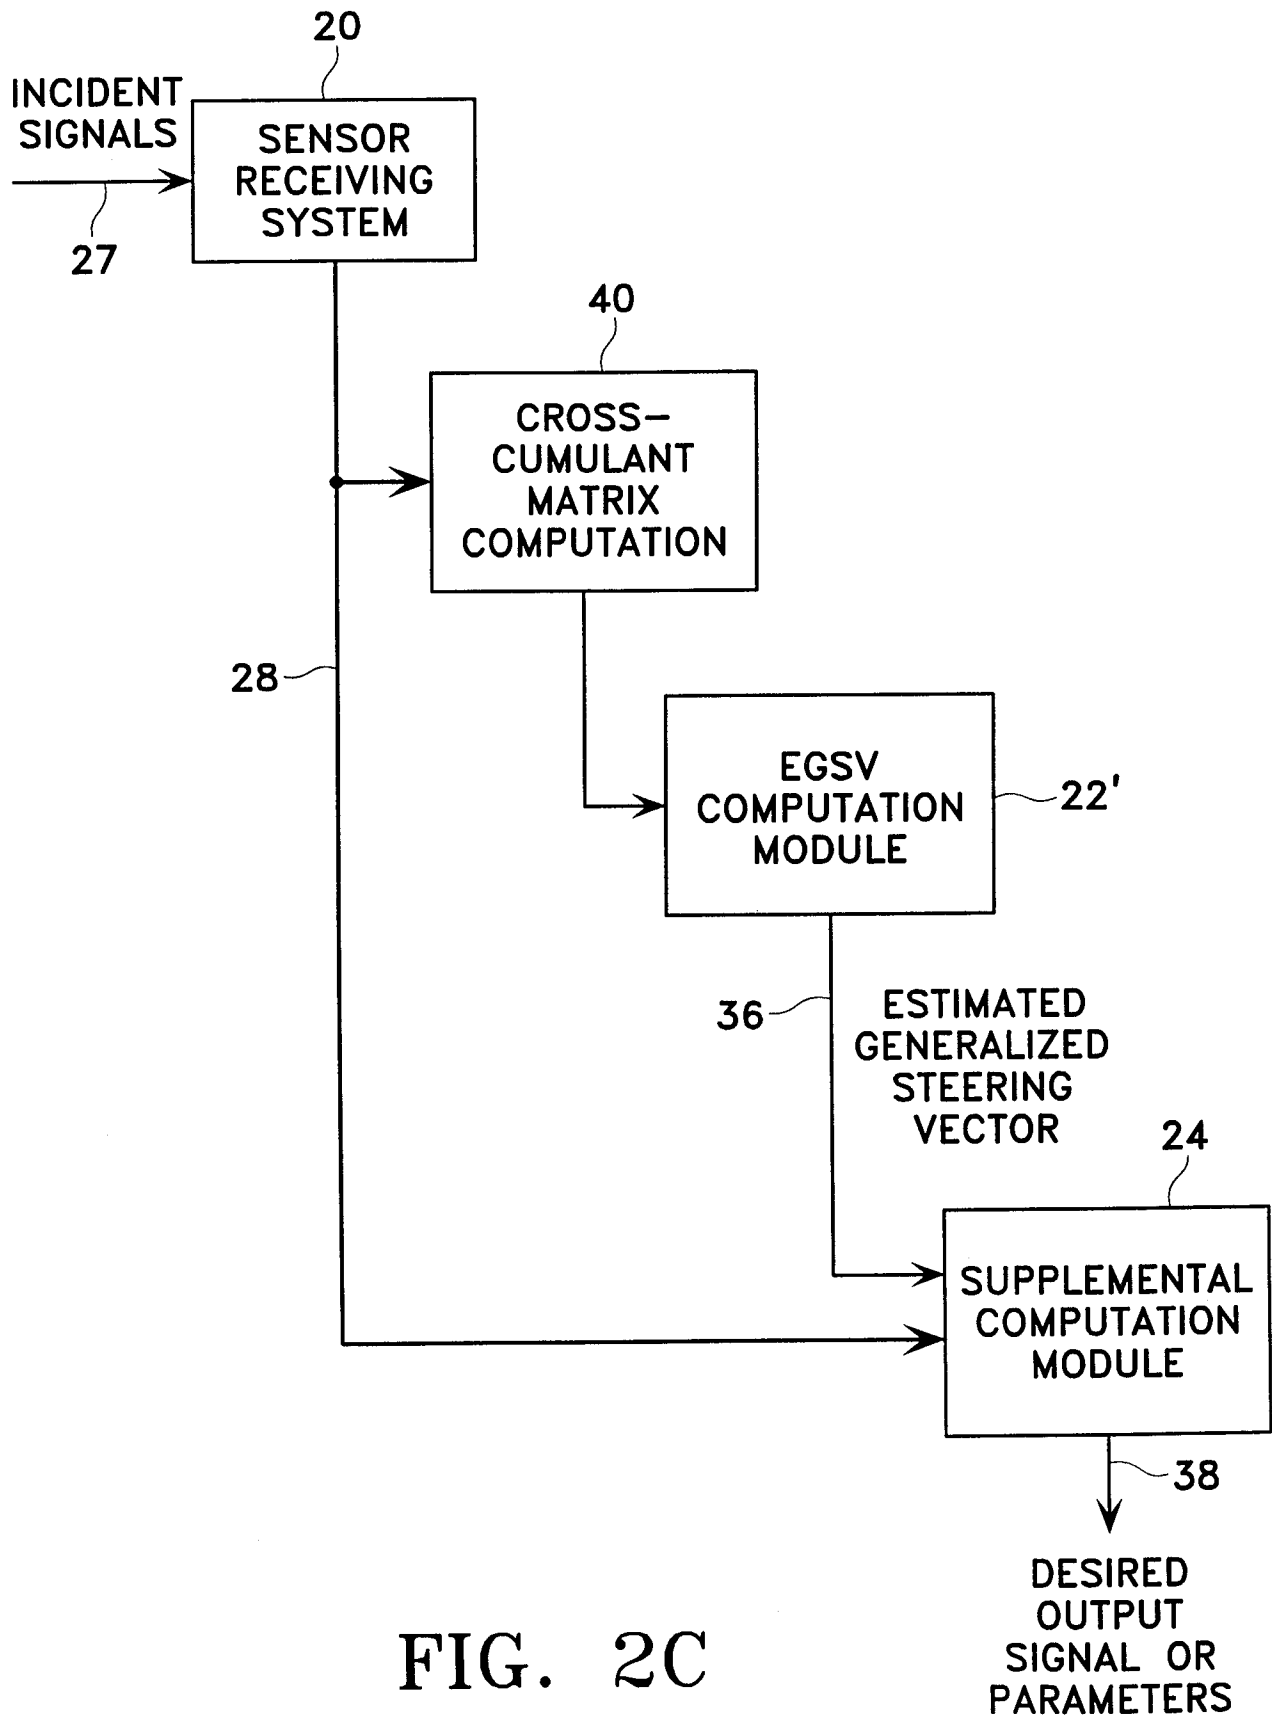 20
INCIDENT
SIGNALS
SENSOR
RECEIVING
SYSTEM
27
40
CROSS-
CUMULANT
MATRIX
COMPUTATION
28
EGSV
COMPUTATION
MODULE
22'
36
ESTIMATED
GENERALIZED
STEERING
VECTOR
24
SUPPLEMENTAL
COMPUTATION
MODULE
38
DESIRED
OUTPUT
SIGNAL OR
PARAMETERS
FIG. 2C